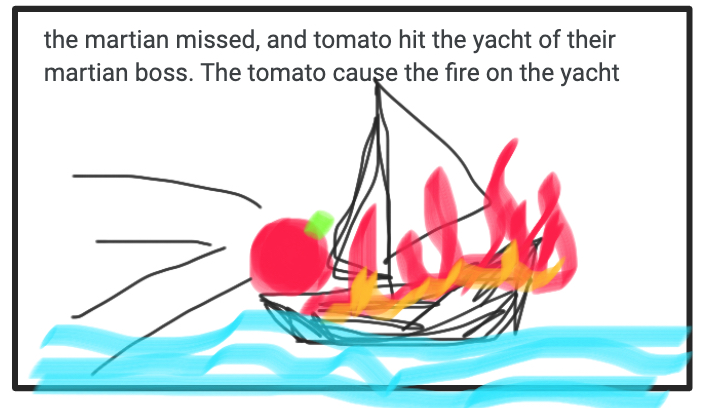 the martian missed, and tomato hit the yacht of their
martian boss. The tomato cause the fire on the yacht